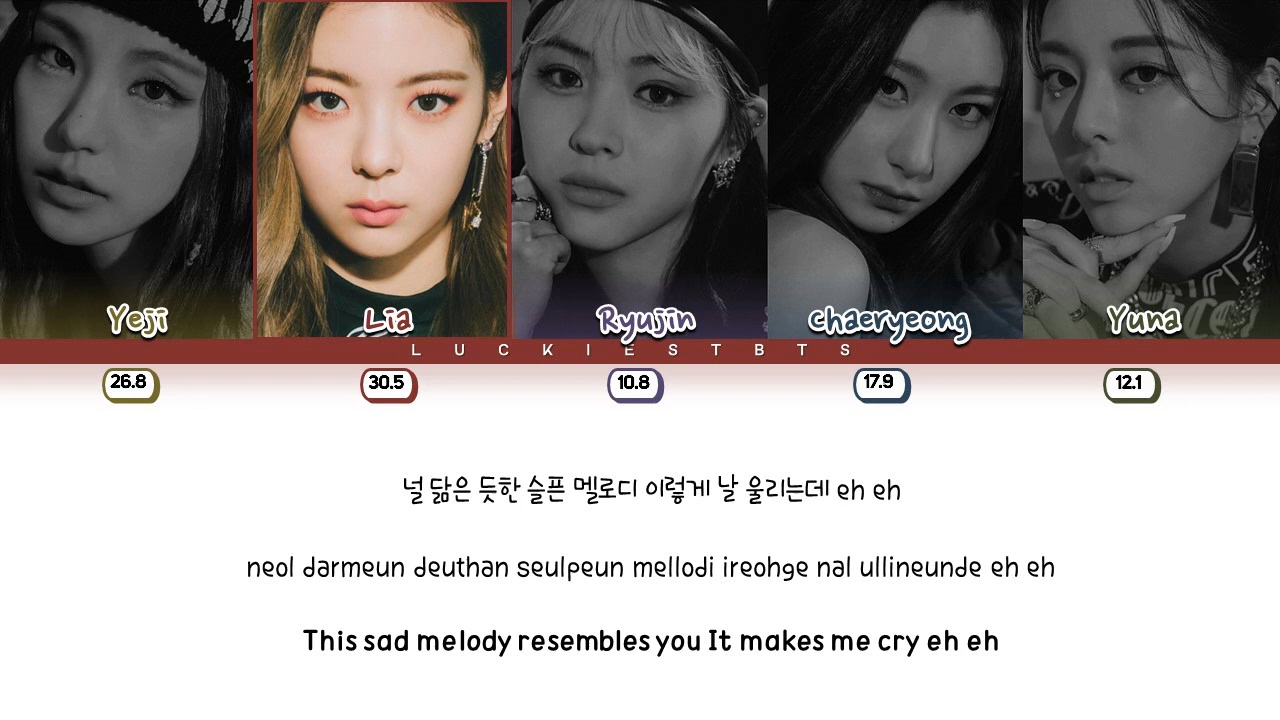 Yeji Lia Ryujin chaeryeong Yuna
LUCKIESTBTS
26.8 30.5 10.8 17.9 12.1
널 닮은 듯한 슬픈 멜로디 이렇게 날 울리는데 eh eh
neol darmeun deuthan seulpeun mellodi ireohge nal ullineunde eh eh
This sad melody resembles you It makes me cry eh eh